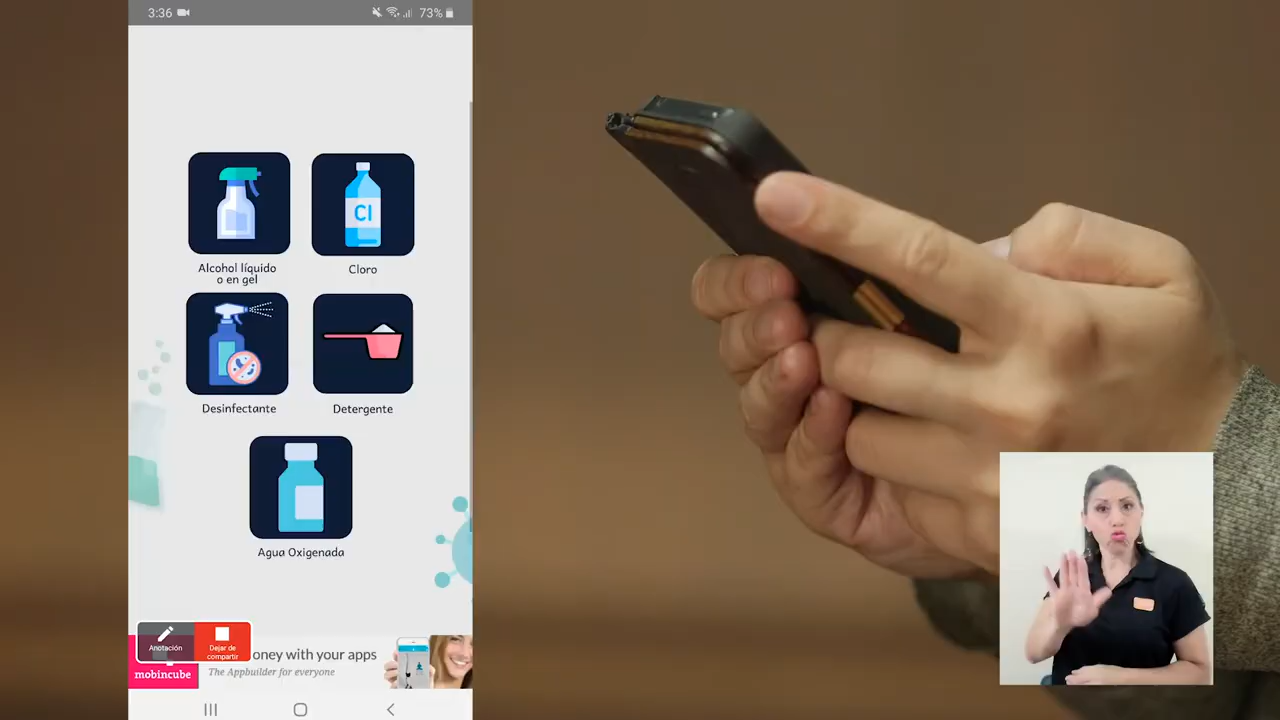 3:36
73%
Cl
Alcohol líquido
o en gel
Cloro
Desinfectante
Detergente
Agua Oxigenada
Anotación
Dejar de
compartir
oney with your apps
The Appbuilder for everyone
mobincube